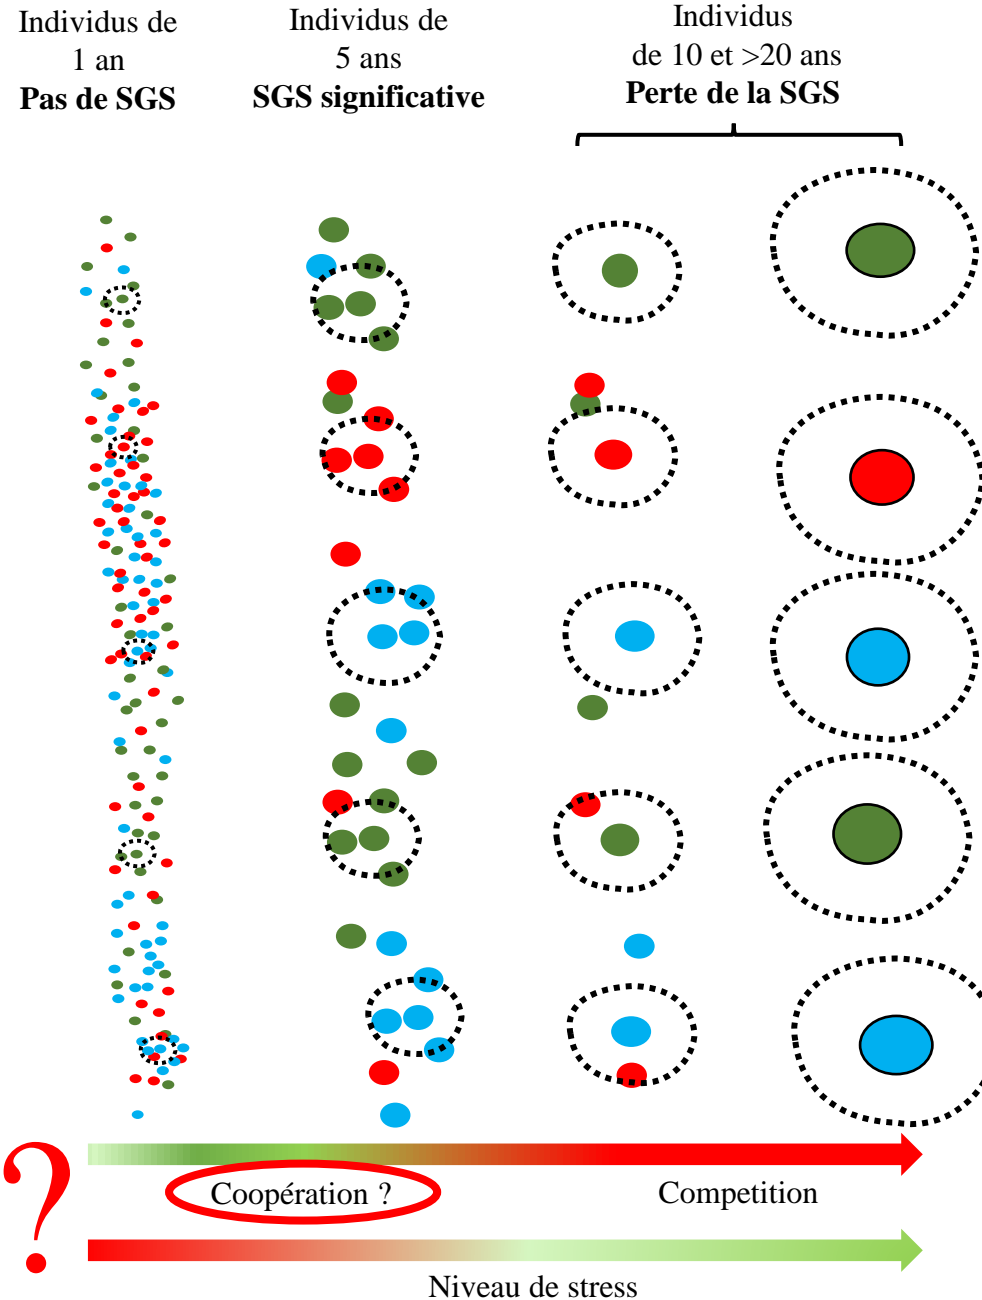 Individus de
1 an
Pas de SGS
Individus de
5 ans
SGS significative
Individus
de 10 et >20 ans
Perte de la SGS
?
Coopération ?
Competition
Niveau de stress